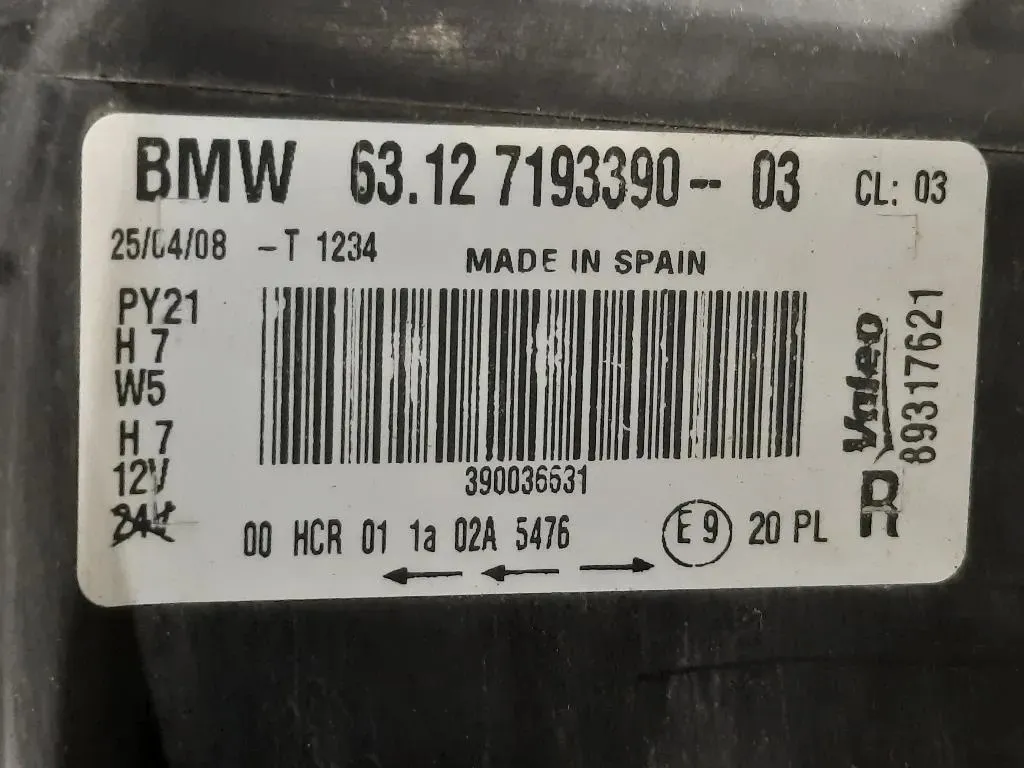 BMW 63.12 7193390-- 03 CL: 03
25/04/08 -T 1234
MADE IN SPAIN
PY21
H 7
W5
H 7
12V
24V
390036531
00 HCR 01 1a 02A 5476
E 9
20 PL
Valeo
R
89317621